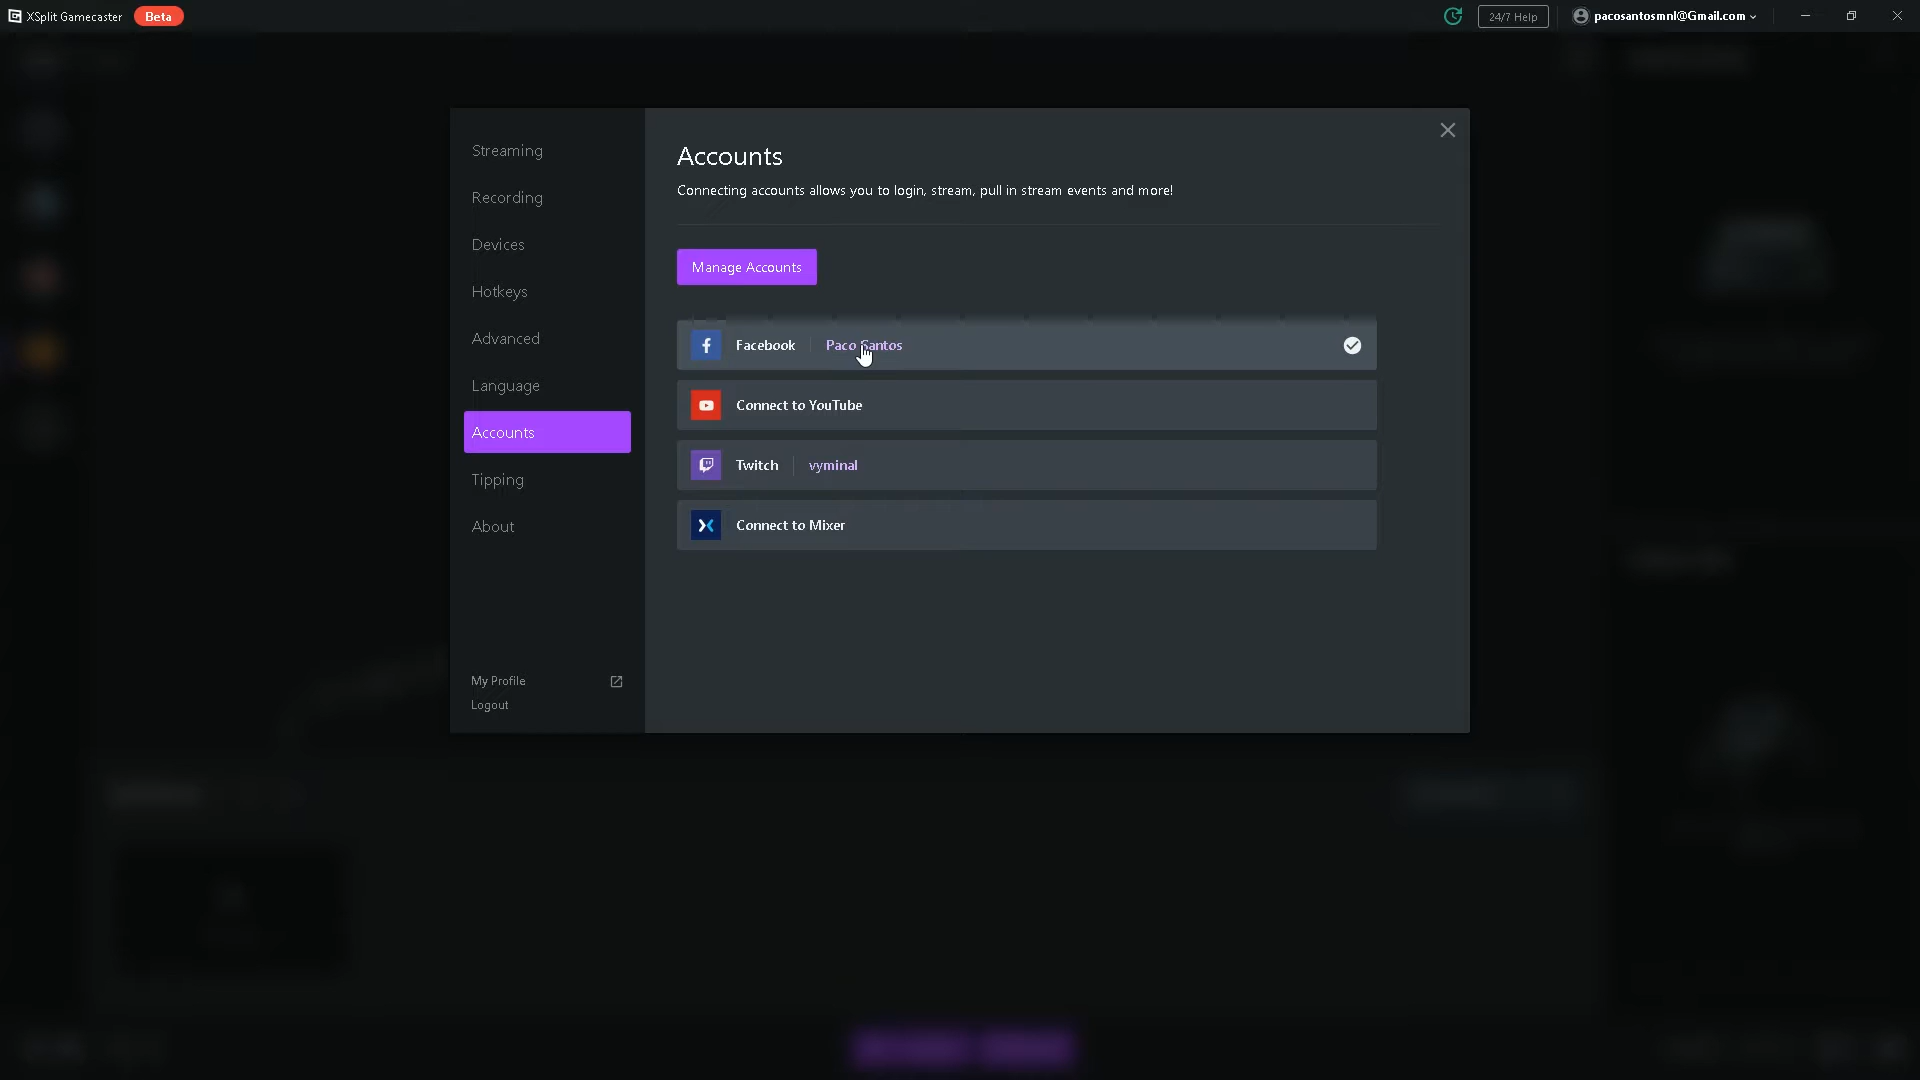 XSplit Gamecaster Beta
24/7 Help
pacosantosmnl@Gmail.com
Streaming
Recording
Devices
Hotkeys
Advanced
Language
Accounts
Tipping
About
My Profile
Logout
Accounts
Connecting accounts allows you to login, stream, pull in stream events and more!
Manage Accounts
Facebook Paco Santos
Connect to YouTube
Twitch vyminal
Connect to Mixer